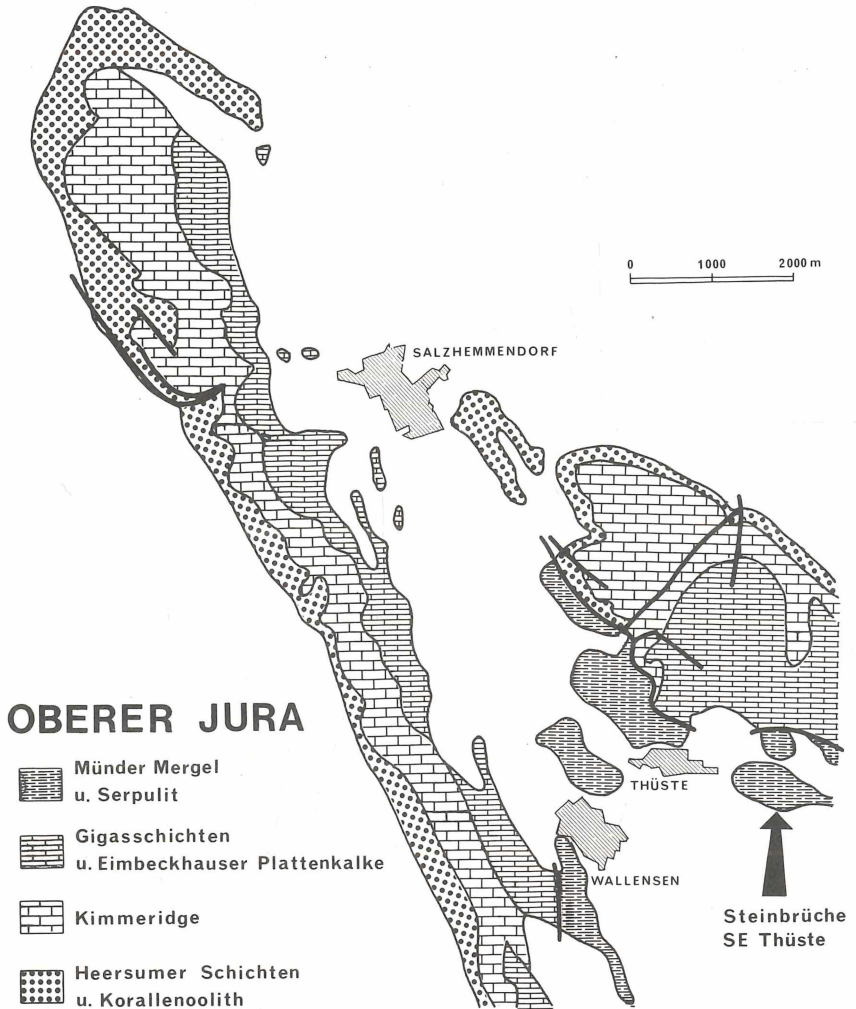 0 1000 2000 m
SALZHEMMENDORF
OBERER JURA
Münder Mergel
u. Serpulit
Gigasschichten
u. Eimbeckhauser Plattenkalke
Kimmeridge
Heersumer Schichten
u. Korallenoolith
THÜSTE
WALLENSEN
Steinbrüche
SE Thüste